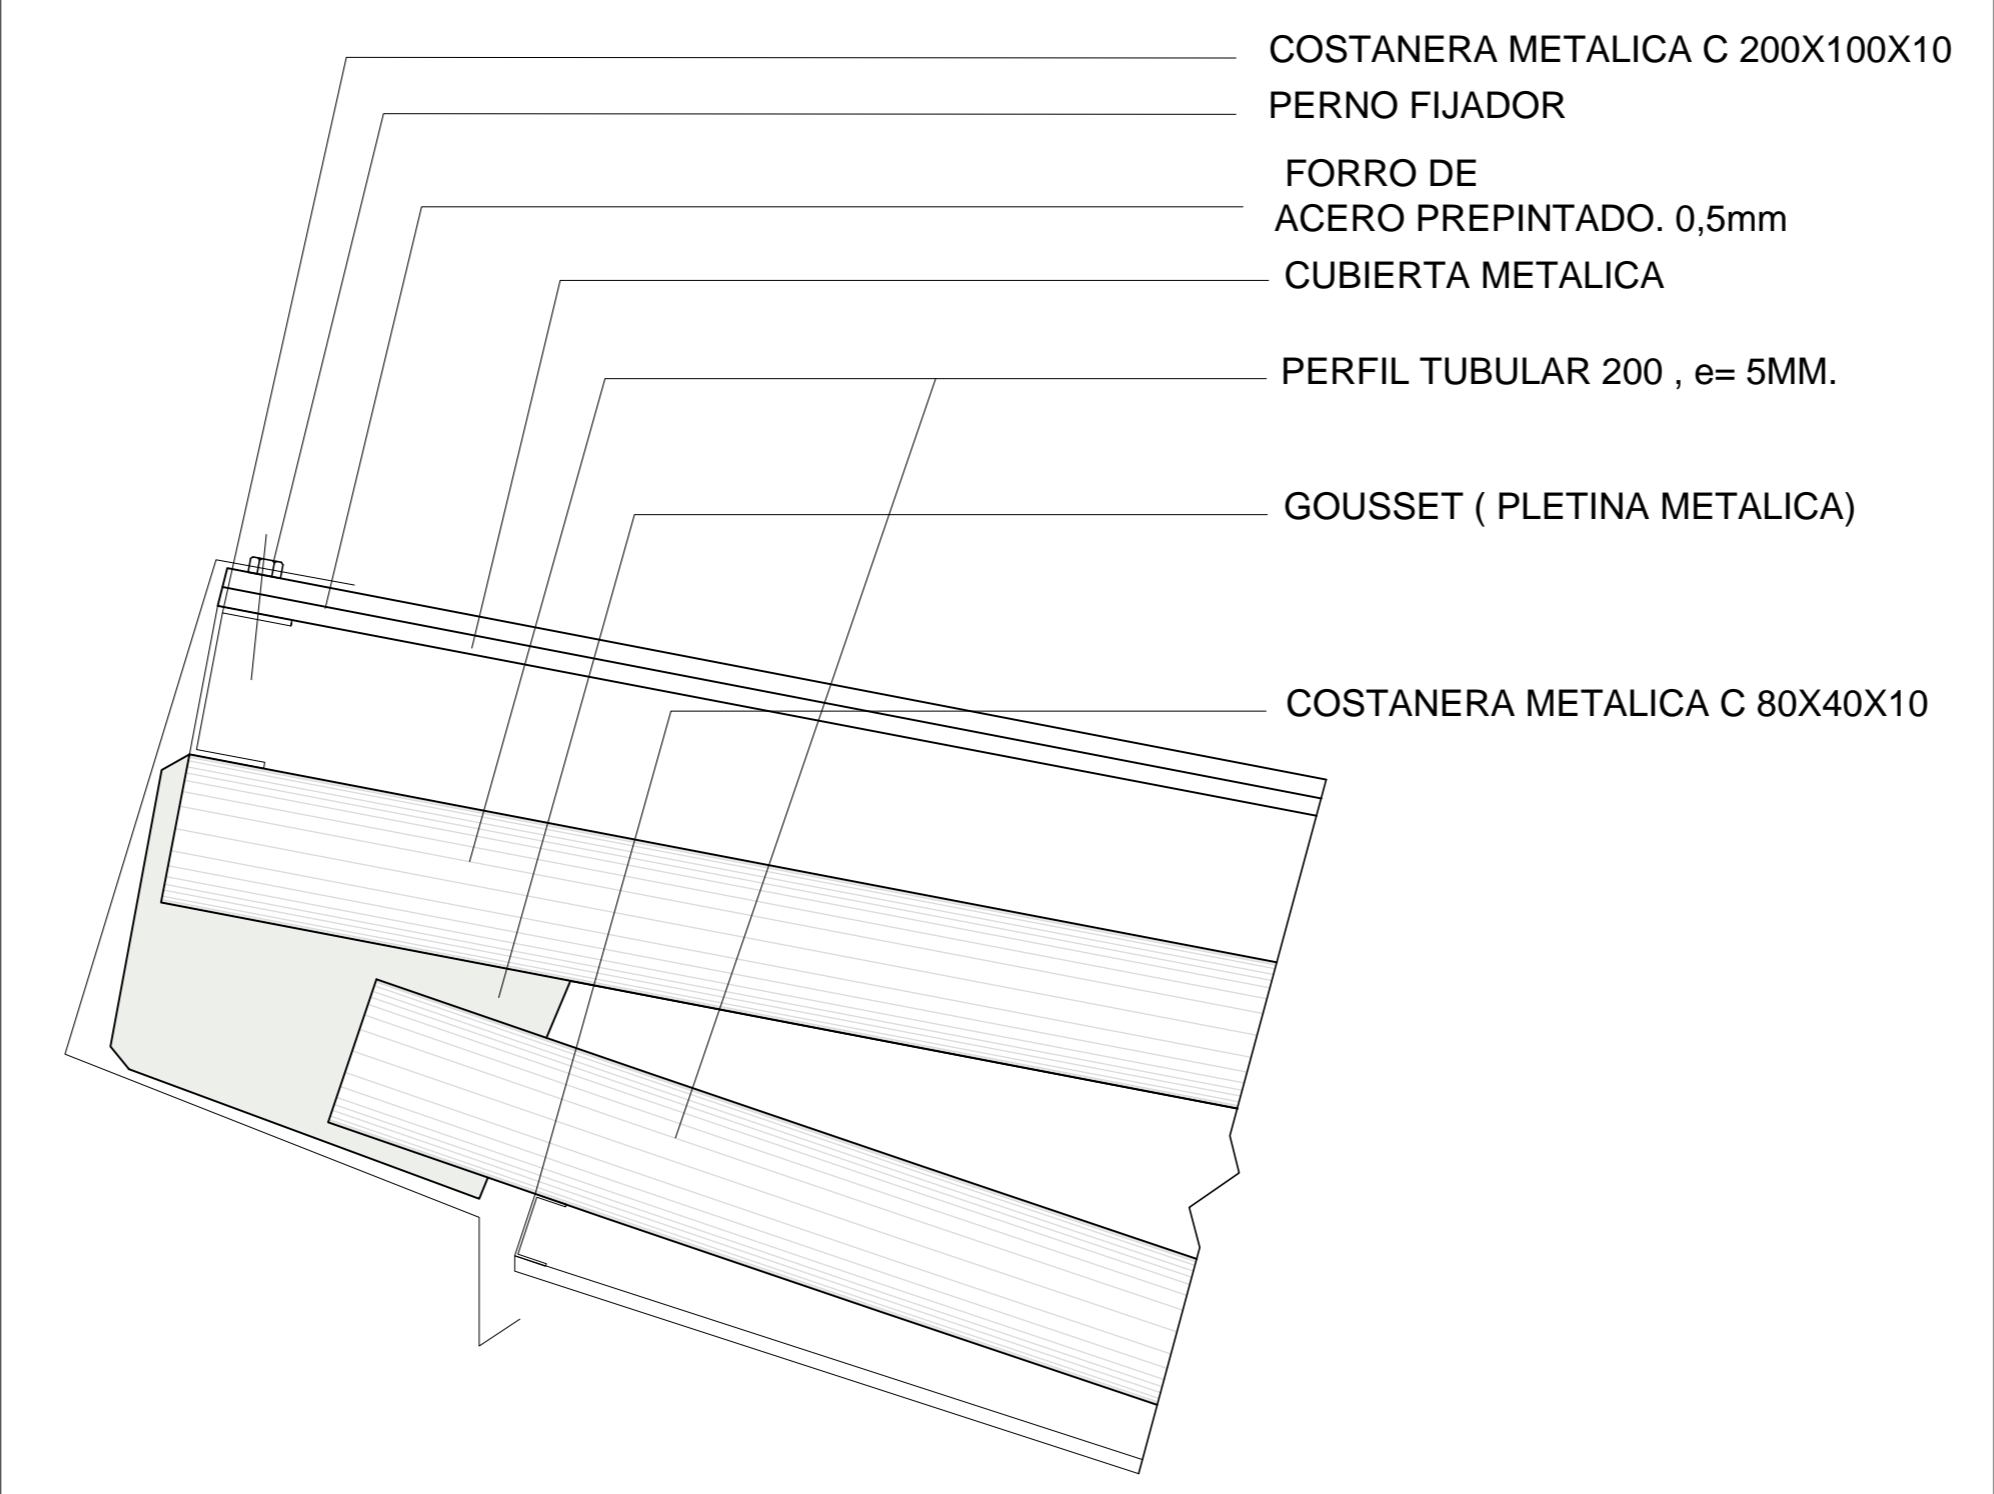 COSTANERA METALICA C 200X100X10
PERNO FIJADOR
FORRO DE
ACERO PREPINTADO. 0,5mm
CUBIERTA METALICA
PERFIL TUBULAR 200 , e= 5MM.
GOUSSET ( PLETINA METALICA)
COSTANERA METALICA C 80X40X10